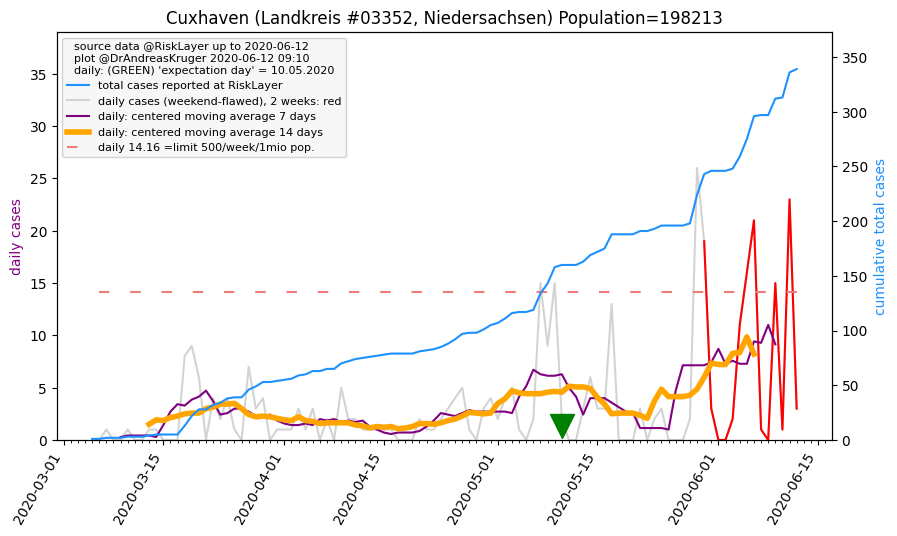 Cuxhaven (Landkreis #03352, Niedersachsen) Population=198213
source data @RiskLayer up to 2020-06-12
plot @DrAndreasKruger 2020-06-12 09:10
daily: (GREEN) 'expectation day' = 10.05.2020
total cases reported at RiskLayer
daily cases (weekend-flawed), 2 weeks: red
daily: centered moving average 7 days
daily: centered moving average 14 days
daily 14.16 =limit 500/week/1mio pop.
daily cases
35
30
25
20
15
10
5
0
350
300
250
200
150
100
50
0
cumulative total cases
2020-03-01
2020-03-15
2020-04-01
2020-04-15
2020-05-01
2020-05-15
2020-06-01
2020-06-15